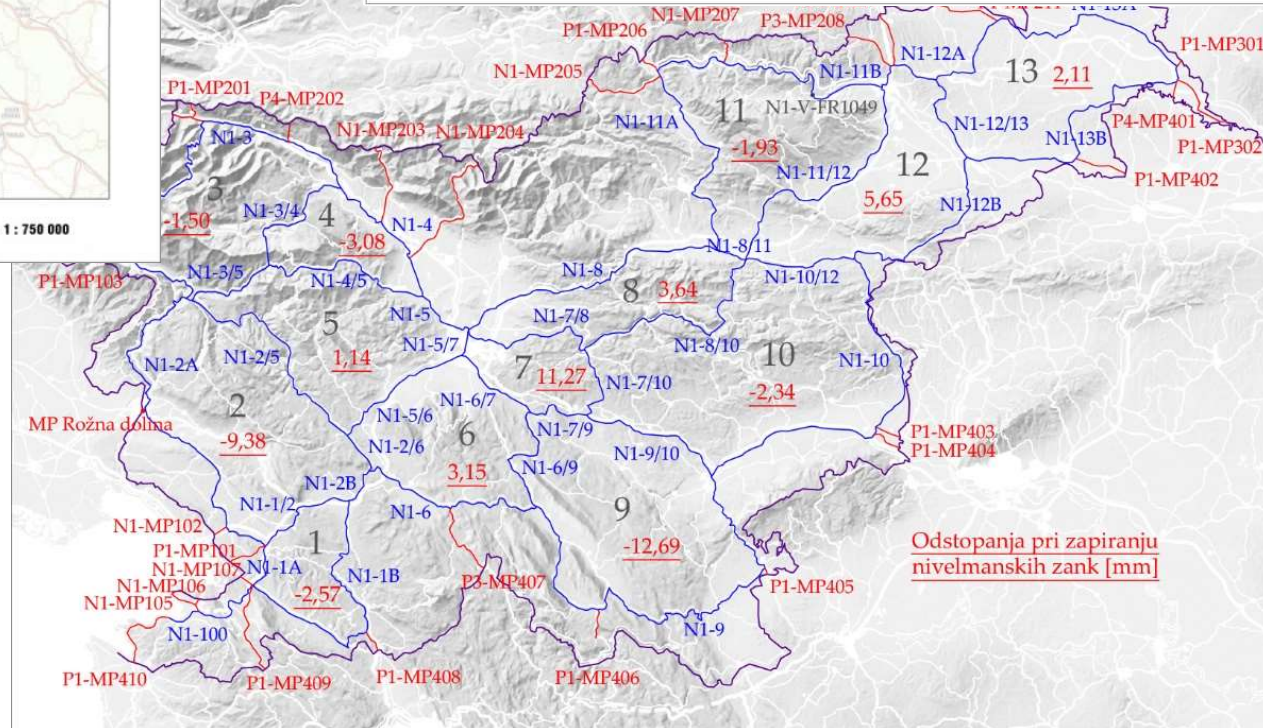 N1-MP207
P3-MP208
P1-MP206
N1-12A
P1-MP301
N1-MP205
N1-11B
13
2,11
P1-MP201
P4-MP202
11
N1-V-FR1049
N1-3
N1-MP203
N1-MP204
N1-11A
N1-12/13
N1-13B
P4-MP401
P1-MP302
-1,93
12
N1-11/12
P1-MP402
3
N1-3/4
4
5,65
N1-12B
1 : 750 000
-1,50
N1-4
-3,08
N1-8/11
P1-MP103
N1-3/5
N1-4/5
N1-8
N1-10/12
8
3,64
N1-5
N1-7/8
5
N1-5/7
N1-8/10
10
N1-2A
N1-2/5
1,14
7
11,27
N1-7/10
N1-10
-2,34
2
N1-6/7
MP Rožna dolina
N1-5/6
6
N1-7/9
P1-MP403
-9,38
N1-2/6
N1-9/10
P1-MP404
3,15
N1-6/9
N1-2B
N1-1/2
N1-6
9
N1-MP102
1
-12,69
Odstopanja pri zapiranju
nivelmanskih zank [mm]
P1-MP101
N1-MP107
N1-1A
N1-1B
P3-MP407
P1-MP405
N1-MP106
-2,57
N1-MP105
N1-100
N1-9
P1-MP410
P1-MP409
P1-MP408
P1-MP406